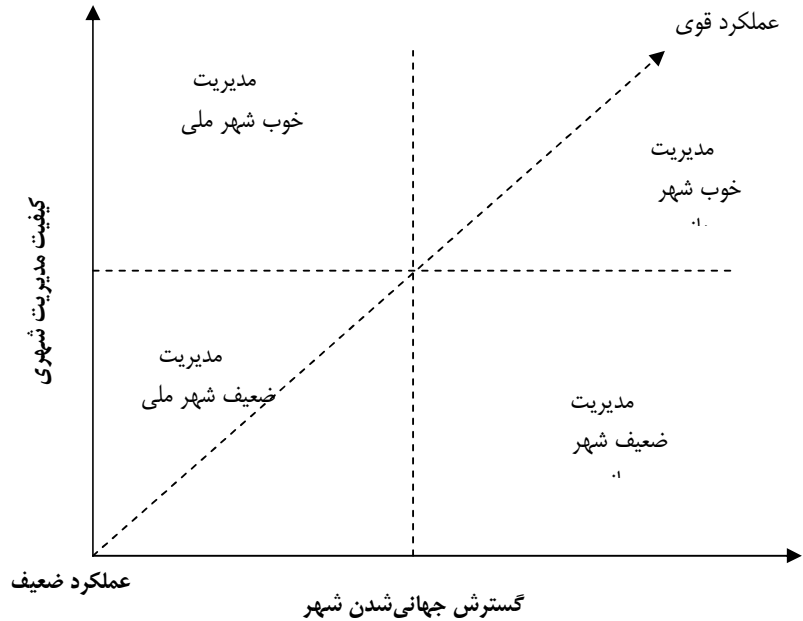 عملکرد قوی
مدیریت
خوب شهر ملی
مدیریت
خوب شهر
کیفیت مدیریت شهری
مدیریت
ضعیف شهر ملی
مدیریت
ضعیف شهر
عملکرد ضعیف
گسترش جهانی‌شدن شهر